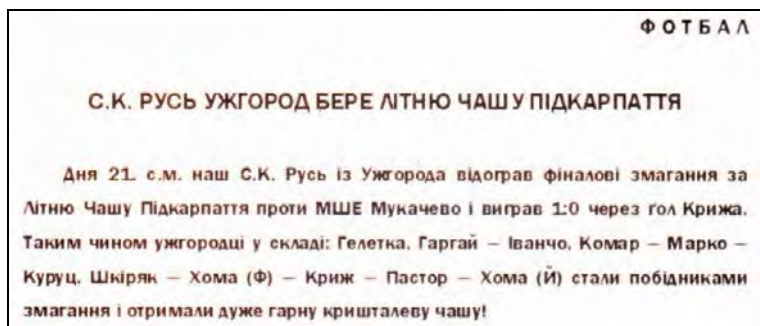 ФОТБАЛ
С.К. РУСЬ УЖГОРОД БЕРЕ ЛІТНЮ ЧАШУ ПІДКАРПАТТЯ
Дня 21. с.м. наш С.К. Русь із Ужгорода відограв фіналові змагання за
Літню Чашу Підкарпаття проти МШЕ Мукачево і виграв 1:0 через ґол Крижа.
Таким чином ужгородці у складі: Гелетка, Гаргай – Іванчо, Комар – Марко –
Куруц, Шкіряк – Хома (Ф) – Криж – Пастор – Хома (Й) стали побідниками
змагання і отримали дуже гарну кришталеву чашу!